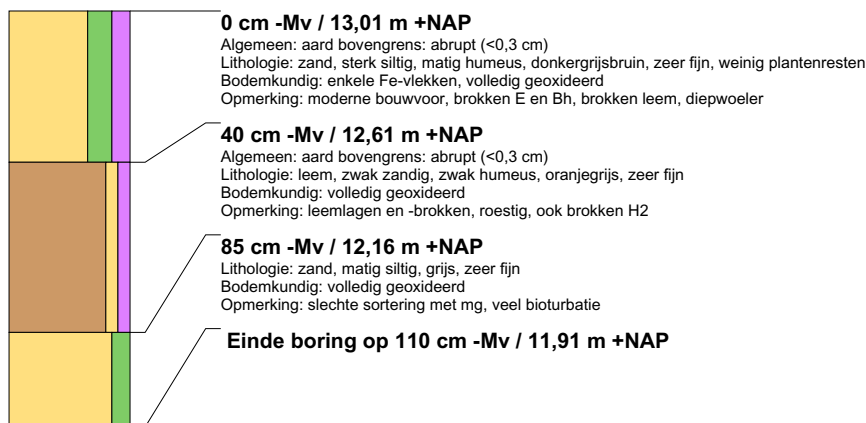 0 cm -Mv / 13,01 m +NAP
Algemeen: aard bovengrens: abrupt (<0,3 cm)
Lithologie: zand, sterk siltig, matig humeus, donkergrijsbruin, zeer fijn, weinig plantenresten
Bodemkundig: enkele Fe-vlekken, volledig geoxideerd
Opmerking: moderne bouwvoor, brokken E en Bh, brokken leem, diepwoeler
40 cm -Mv / 12,61 m +NAP
Algemeen: aard bovengrens: abrupt (<0,3 cm)
Lithologie: leem, zwak zandig, zwak humeus, oranjegrijs, zeer fijn
Bodemkundig: volledig geoxideerd
Opmerking: leemlagen en -brokken, roestig, ook brokken H2
85 cm -Mv / 12,16 m +NAP
Lithologie: zand, matig siltig, grijs, zeer fijn
Bodemkundig: volledig geoxideerd
Opmerking: slechte sortering met mg, veel bioturbatie
Einde boring op 110 cm -Mv / 11,91 m +NAP